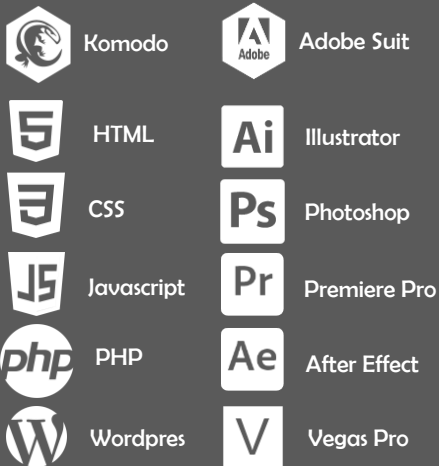 Komodo
Adobe
Adobe Suit
5
HTML
Ai
Illustrator
3
CSS
Ps
Photoshop
JS
Javascript
Pr
Premiere Pro
php
PHP
Ae
After Effect
W
Wordpres
V
Vegas Pro